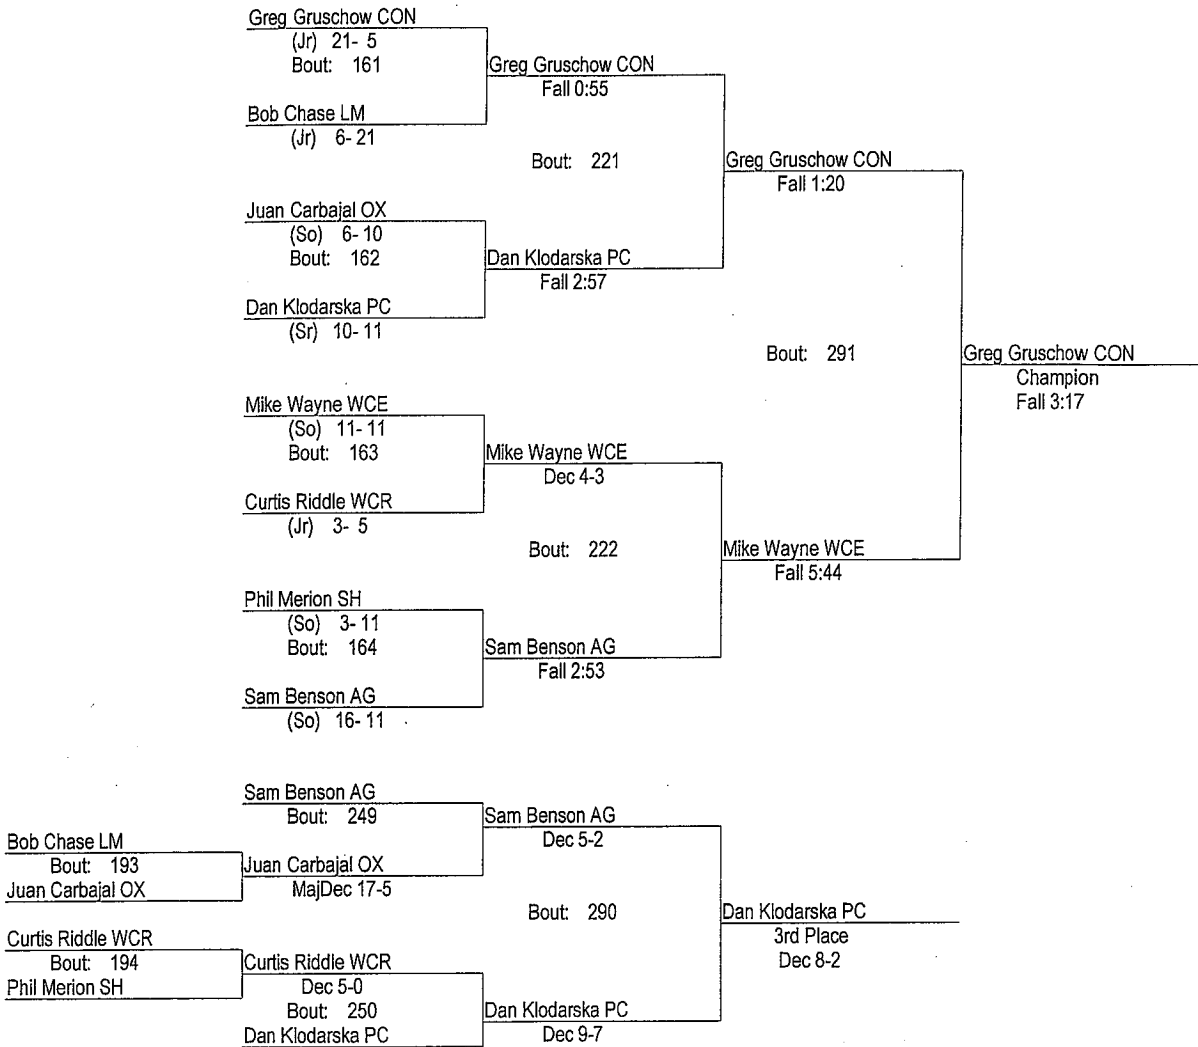 Greg Gruschow CON
(Jr) 21- 5
Bout: 161
Greg Gruschow CON
Fall 0:55
Bob Chase LM
(Jr) 6- 21
Bout: 221
Greg Gruschow CON
Fall 1:20
Juan Carbajal OX
(So) 6- 10
Bout: 162
Dan Klodarska PC
Fall 2:57
Dan Klodarska PC
(Sr) 10- 11
Bout: 291
Greg Gruschow CON
Champion
Fall 3:17
Mike Wayne WCE
(So) 11- 11
Bout: 163
Mike Wayne WCE
Dec 4-3
Curtis Riddle WCR
(Jr) 3- 5
Bout: 222
Mike Wayne WCE
Fall 5:44
Phil Merion SH
(So) 3- 11
Bout: 164
Sam Benson AG
Fall 2:53
Sam Benson AG
(So) 16- 11
Sam Benson AG
Bout: 249
Sam Benson AG
Dec 5-2
Bob Chase LM
Bout: 193
Juan Carbajal OX
Juan Carbajal OX
MajDec 17-5
Bout: 290
Dan Klodarska PC
3rd Place
Dec 8-2
Curtis Riddle WCR
Bout: 194
Phil Merion SH
Curtis Riddle WCR
Dec 5-0
Bout: 250
Dan Klodarska PC
Dan Klodarska PC
Dec 9-7